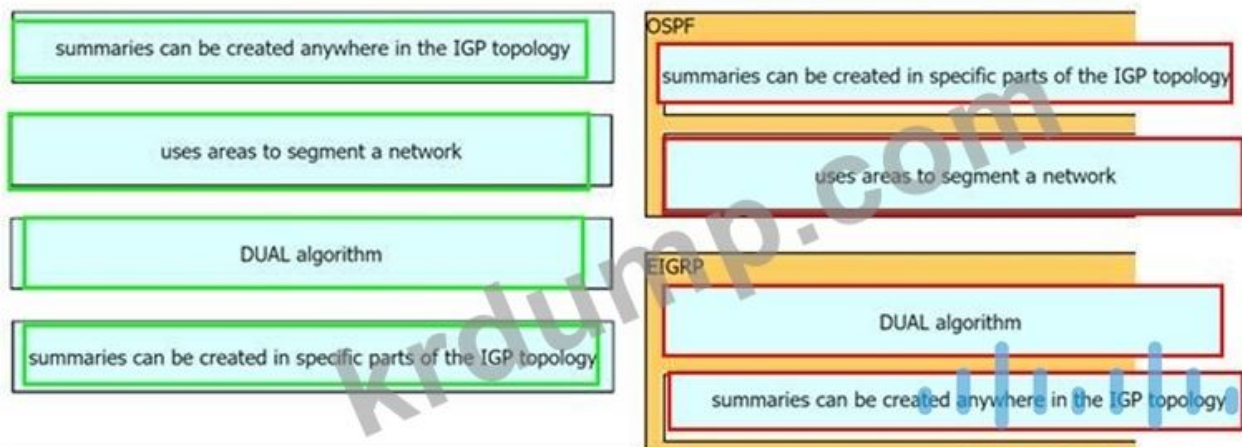 summaries can be created anywhere in the IGP topology
uses areas to segment a network
DUAL algorithm
summaries can be created in specific parts of the IGP topology
OSPF
summaries can be created in specific parts of the IGP topology
uses areas to segment a network
EIGRP
DUAL algorithm
summaries can be created anywhere in the IGP topology
krdump.com